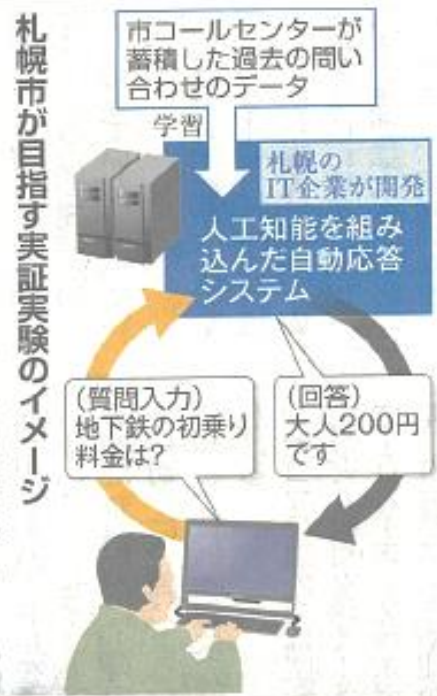 札幌市が目指す実証実験のイメージ
市コールセンターが
蓄積した過去の問い
合わせのデータ
学習
札幌の
IT企業が開発
人工知能を組み
込んだ自動応答
システム
(質問入力)
地下鉄の初乗り
料金は?
(回答)
大人200円
です